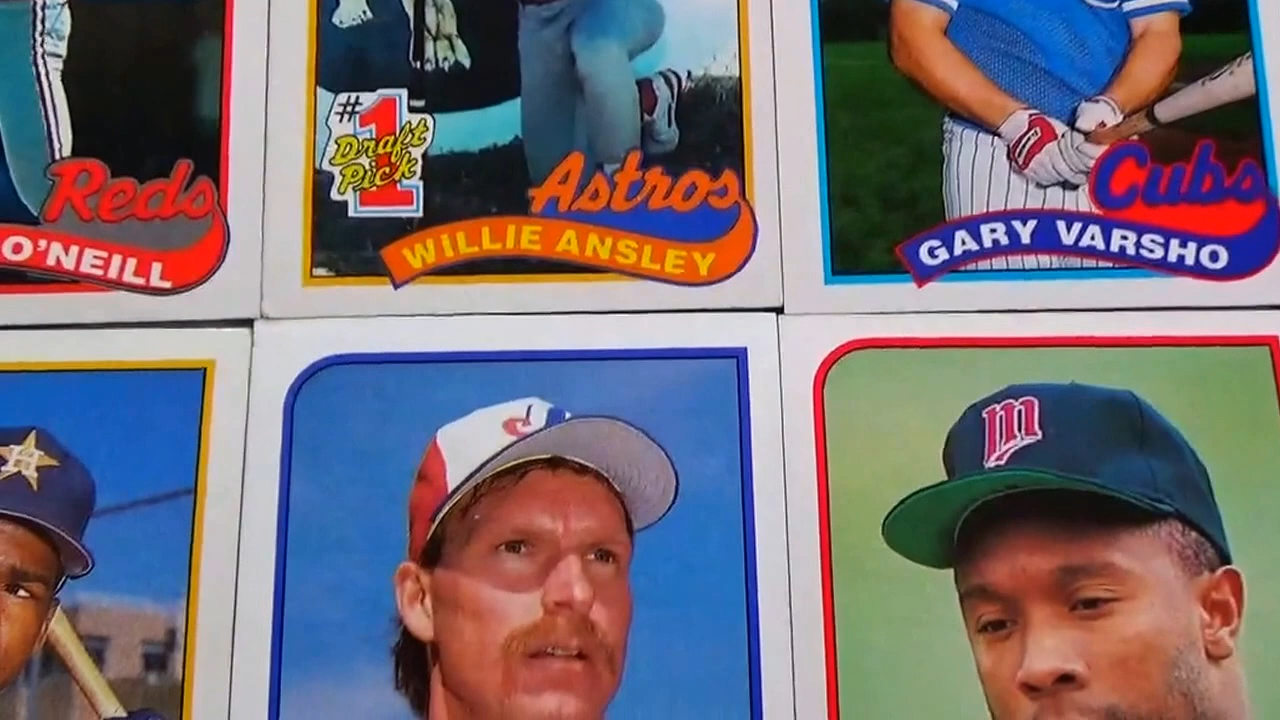 Reds
O'NEILL
#1
Draft
Pick
Astros
WILLIE ANSLEY
Cubs
GARY VARSHO
H
m